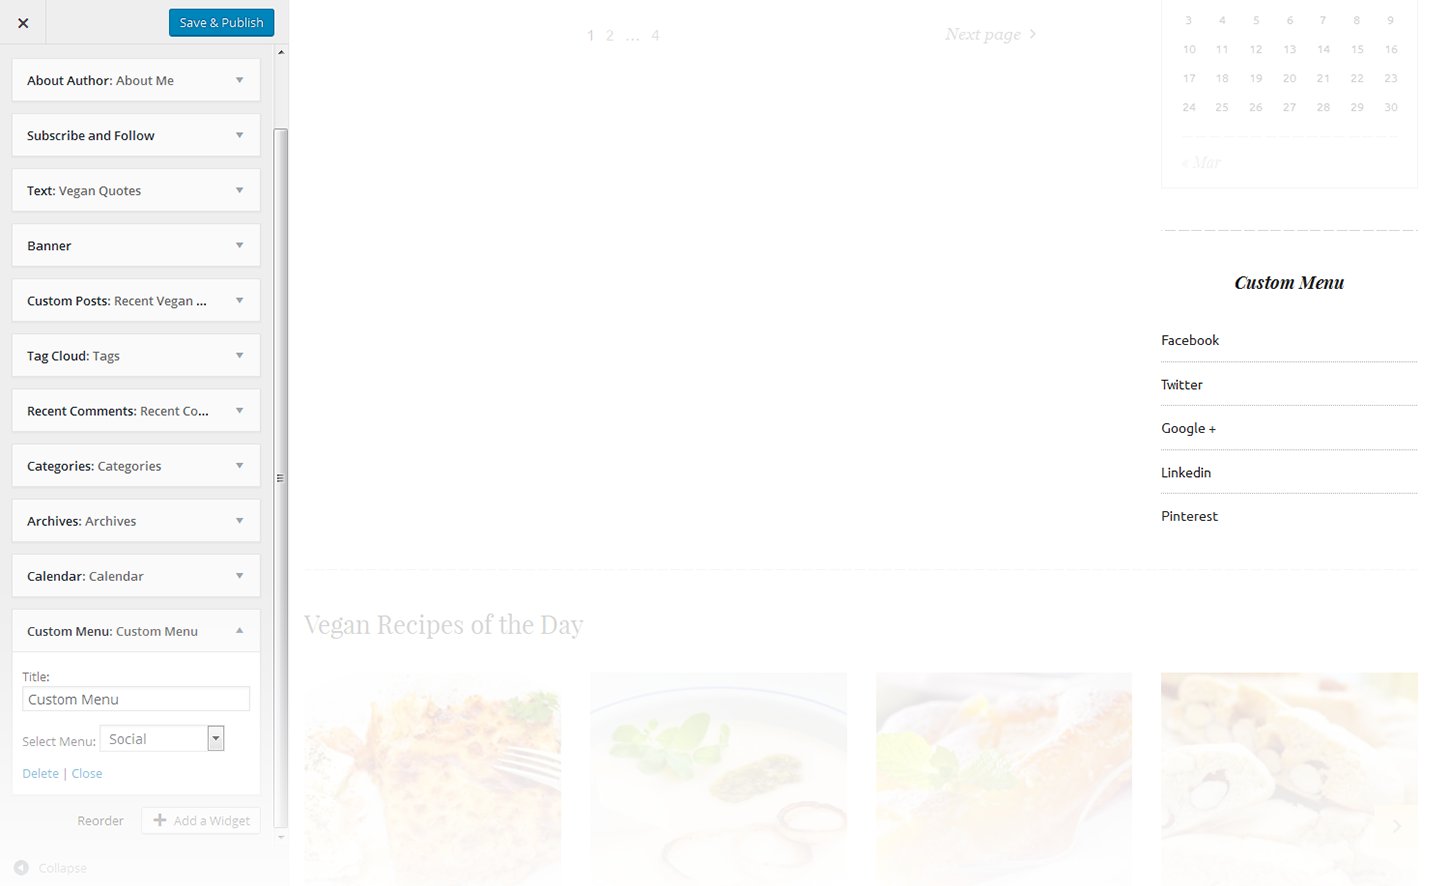 × Save & Publish
About Author: About Me
Subscribe and Follow
Text: Vegan Quotes
Banner
Custom Posts: Recent Vegan ...
Tag Cloud: Tags
Recent Comments: Recent Co...
Categories: Categories
Archives: Archives
Calendar: Calendar
Custom Menu: Custom Menu
Title:
Custom Menu
Select Menu: Social
Delete | Close
Reorder + Add a Widget
Collapse
1 2 ... 4 Next page >
3 4 5 6 7 8 9
10 11 12 13 14 15 16
17 18 19 20 21 22 23
24 25 26 27 28 29 30
« Mar
Custom Menu
Facebook
Twitter
Google +
Linkedin
Pinterest
Vegan Recipes of the Day